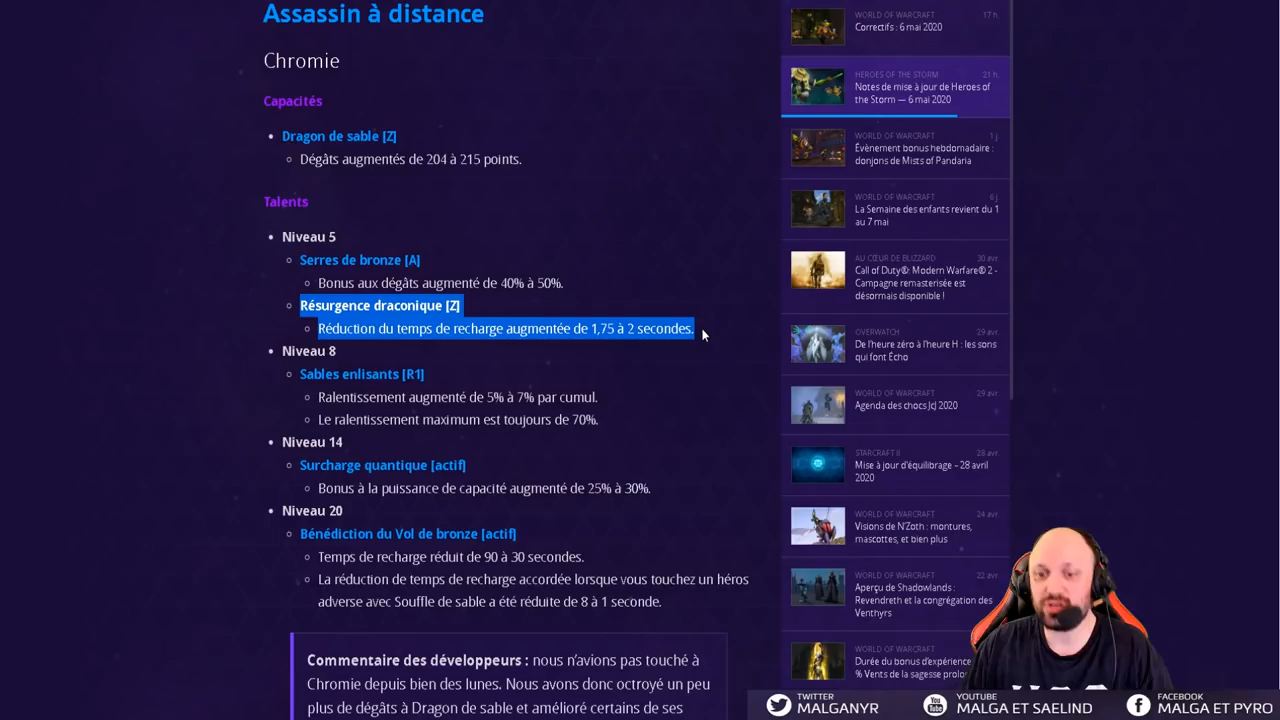 Assassin à distance
Chromie
Capacités
Dragon de sable [Z]
Dégâts augmentés de 204 à 215 points.
Talents
Niveau 5
Serres de bronze [A]
Bonus aux dégâts augmenté de 40% à 50%.
Résurgence draconique [Z]
Réduction du temps de recharge augmentée de 1,75 à 2 secondes.
Niveau 8
Sables enlisants [R1]
Ralentissement augmenté de 5% à 7% par cumul.
Le ralentissement maximum est toujours de 70%.
Niveau 14
Surcharge quantique [actif]
Bonus à la puissance de capacité augmenté de 25% à 30%.
Niveau 20
Bénédiction du Vol de bronze [actif]
Temps de recharge réduit de 90 à 30 secondes.
La réduction de temps de recharge accordée lorsque vous touchez un héros
adverse avec Souffle de sable a été réduite de 8 à 1 seconde.
Commentaire des développeurs : nous n'avions pas touché à
Chromie depuis bien des lunes. Nous avons donc octroyé un peu
plus de dégâts à Dragon de sable et amélioré certains de ses
WORLD OF WARCRAFT 17 h.
Correctifs : 6 mai 2020
HEROES OF THE STORM 21 h.
Notes de mise à jour de Heroes of
the Storm — 6 mai 2020
WORLD OF WARCRAFT 1 j.
Évènement bonus hebdomadaire :
donjons de Mists of Pandaria
WORLD OF WARCRAFT 6 j.
La Semaine des enfants revient du 1
au 7 mai
AU CŒUR DE BLIZZARD 30 avr.
Call of Duty®: Modern Warfare® 2 -
Campagne remasterisée est
désormais disponible !
OVERWATCH 29 avr.
De l'heure zéro à l'heure H : les sons
qui font Écho
WORLD OF WARCRAFT 29 avr.
Agenda des chocs JcJ 2020
STARCRAFT II 28 avr.
Mise à jour d'équilibrage – 28 avril
2020
WORLD OF WARCRAFT 24 avr.
Visions de N'Zoth : montures,
mascottes, et bien plus
WORLD OF WARCRAFT 22 avr.
Aperçu de Shadowlands :
Revendreth et la congrégation des
Venthyrs
WORLD OF WARCRAFT
Durée du bonus d'expérience
% Vents de la sagesse
TWITTER
MALGANYR
YOUTUBE
MALGA ET SAELIND
FACEBOOK
MALGA ET PYRO